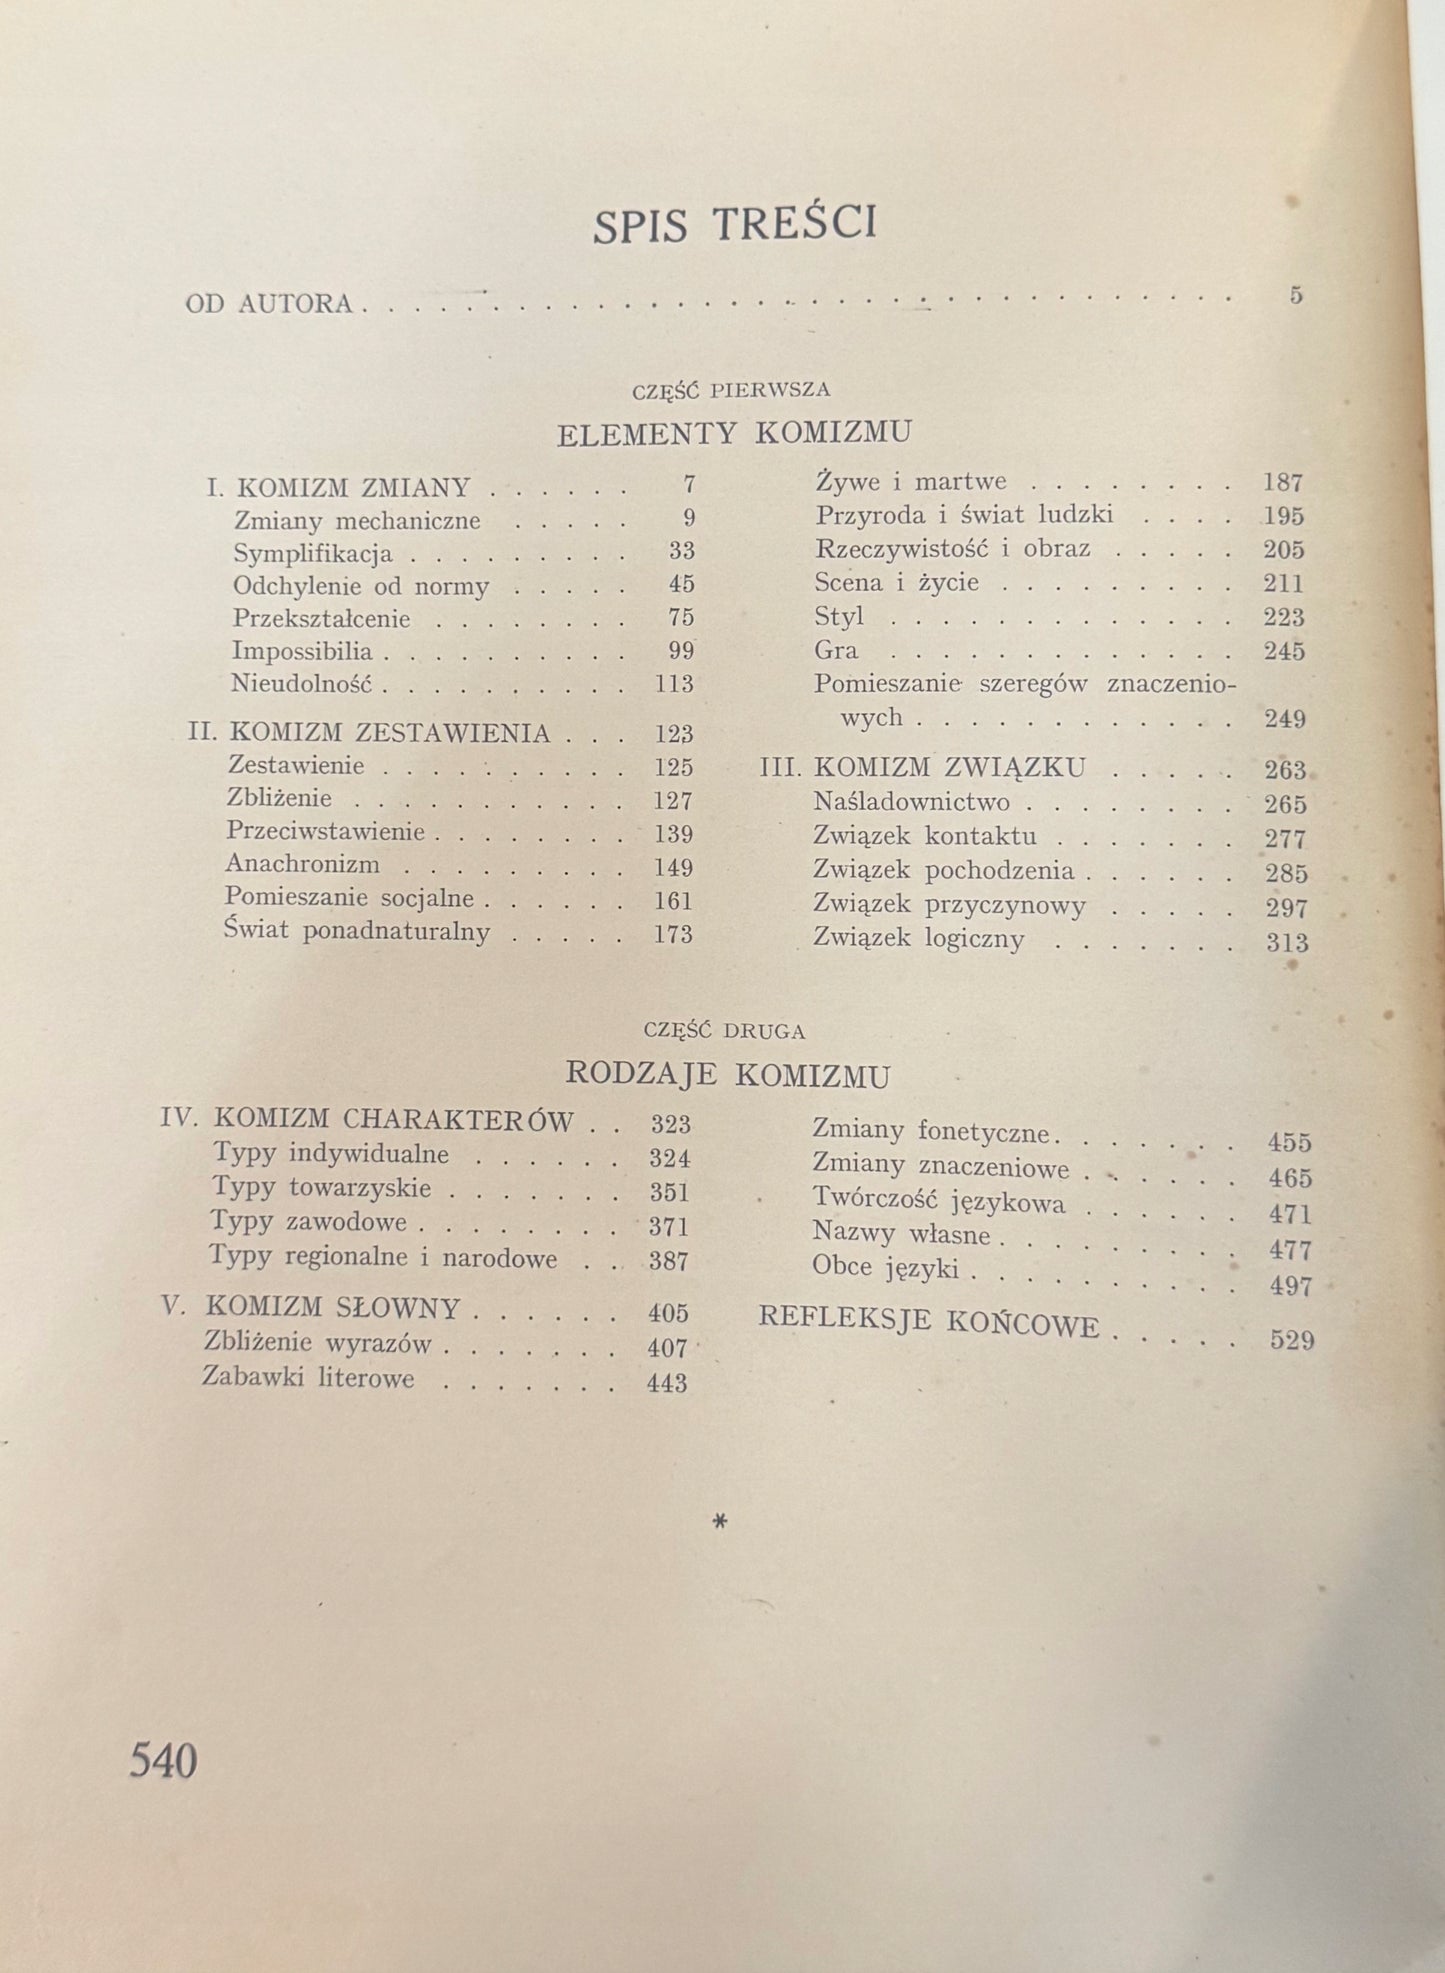 SPIS TREŚCI
OD AUTORA . . . . . . . . . . . . . . . . . . . . . . . . . . . . . . . . . . 5
CZĘŚĆ PIERWSZA
ELEMENTY KOMIZMU
I. KOMIZM ZMIANY . . . . . . 7
Zmiany mechaniczne . . . . . 9
Symplifikacja . . . . . . . . . 33
Odchylenie od normy . . . . . 45
Przekształcenie . . . . . . . . 75
Impossibilia . . . . . . . . . . 99
Nieudolność . . . . . . . . . . 113
II. KOMIZM ZESTAWIENIA . . . 123
Zestawienie . . . . . . . . . . 125
Zbliżenie . . . . . . . . . . . 127
Przeciwstawienie . . . . . . . . 139
Anachronizm . . . . . . . . . 149
Pomieszanie socjalne . . . . . . 161
Świat ponadnaturalny . . . . . 173
Żywe i martwe . . . . . . . . 187
Przyroda i świat ludzki . . . . 195
Rzeczywistość i obraz . . . . . 205
Scena i życie . . . . . . . . . 211
Styl . . . . . . . . . . . . . 223
Gra . . . . . . . . . . . . . 245
Pomieszanie szeregów znaczenio-
wych . . . . . . . . . . . . 249
III. KOMIZM ZWIĄZKU . . . . . 263
Naśladownictwo . . . . . . . . 265
Związek kontaktu . . . . . . . 277
Związek pochodzenia . . . . . . 285
Związek przyczynowy . . . . . 297
Związek logiczny . . . . . . . 313
CZĘŚĆ DRUGA
RODZAJE KOMIZMU
IV. KOMIZM CHARAKTERÓW . . 323
Typy indywidualne . . . . . . 324
Typy towarzyskie . . . . . . . 351
Typy zawodowe . . . . . . . . 371
Typy regionalne i narodowe . . 387
V. KOMIZM SŁOWNY . . . . . . 405
Zbliżenie wyrazów . . . . . . . 407
Zabawki literowe . . . . . . . 443
Zmiany fonetyczne . . . . . . . 455
Zmiany znaczeniowe . . . . . . 465
Twórczość językowa . . . . . . 471
Nazwy własne . . . . . . . . . 477
Obce języki . . . . . . . . . . 497
REFLEKSJE KOŃCOWE . . . . . 529
*
540